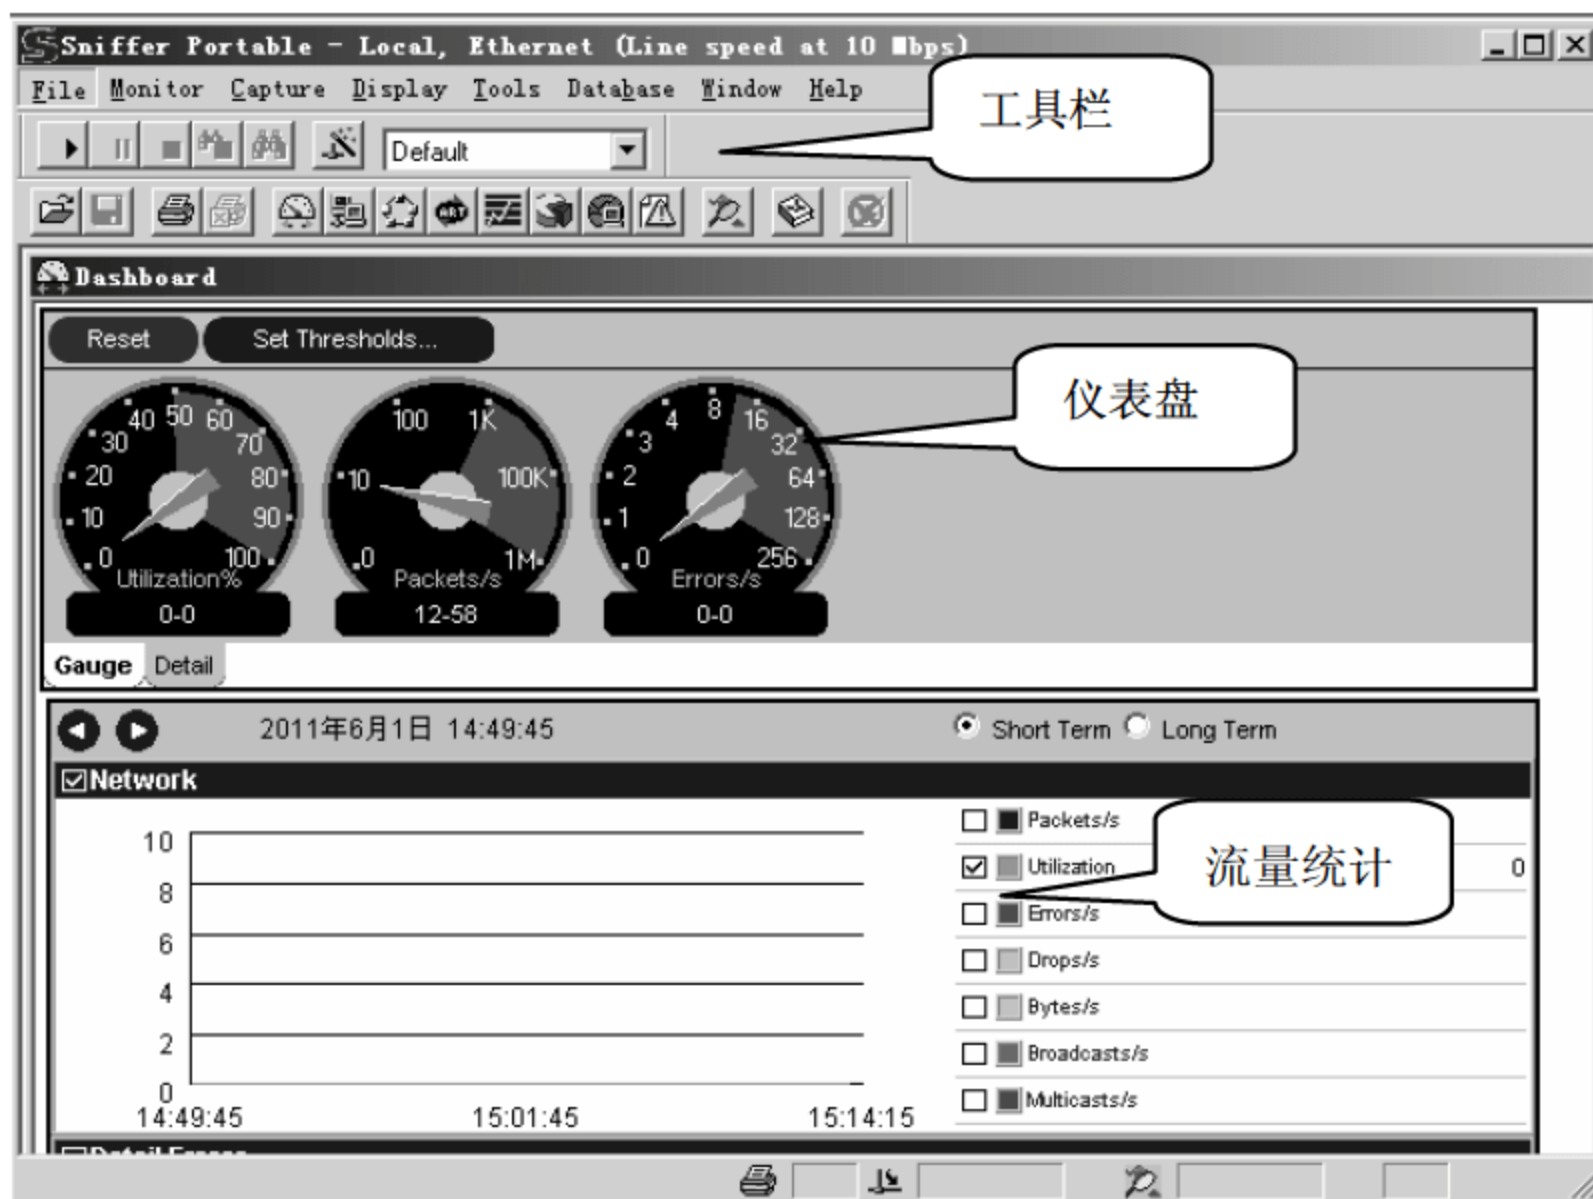 Sniffer Portable - Local, Ethernet (Line speed at 10 Mbps)
File Monitor Capture Display Tools Database Window Help
工具栏
Default
Dashboard
Reset Set Thresholds...
仪表盘
0 10 20 30 40 50 60 70 80 90 100
Utilization%
0-0
0 10 100 1K 100K 1M
Packets/s
12-58
0 1 2 3 4 8 16 32 64 128 256
Errors/s
0-0
Gauge Detail
2011年6月1日 14:49:45
Short Term Long Term
Network
10
8
6
4
2
0
14:49:45 15:01:45 15:14:15
Packets/s
Utilization 0
流量统计
Errors/s
Drops/s
Bytes/s
Broadcasts/s
Multicasts/s
Detail Errors